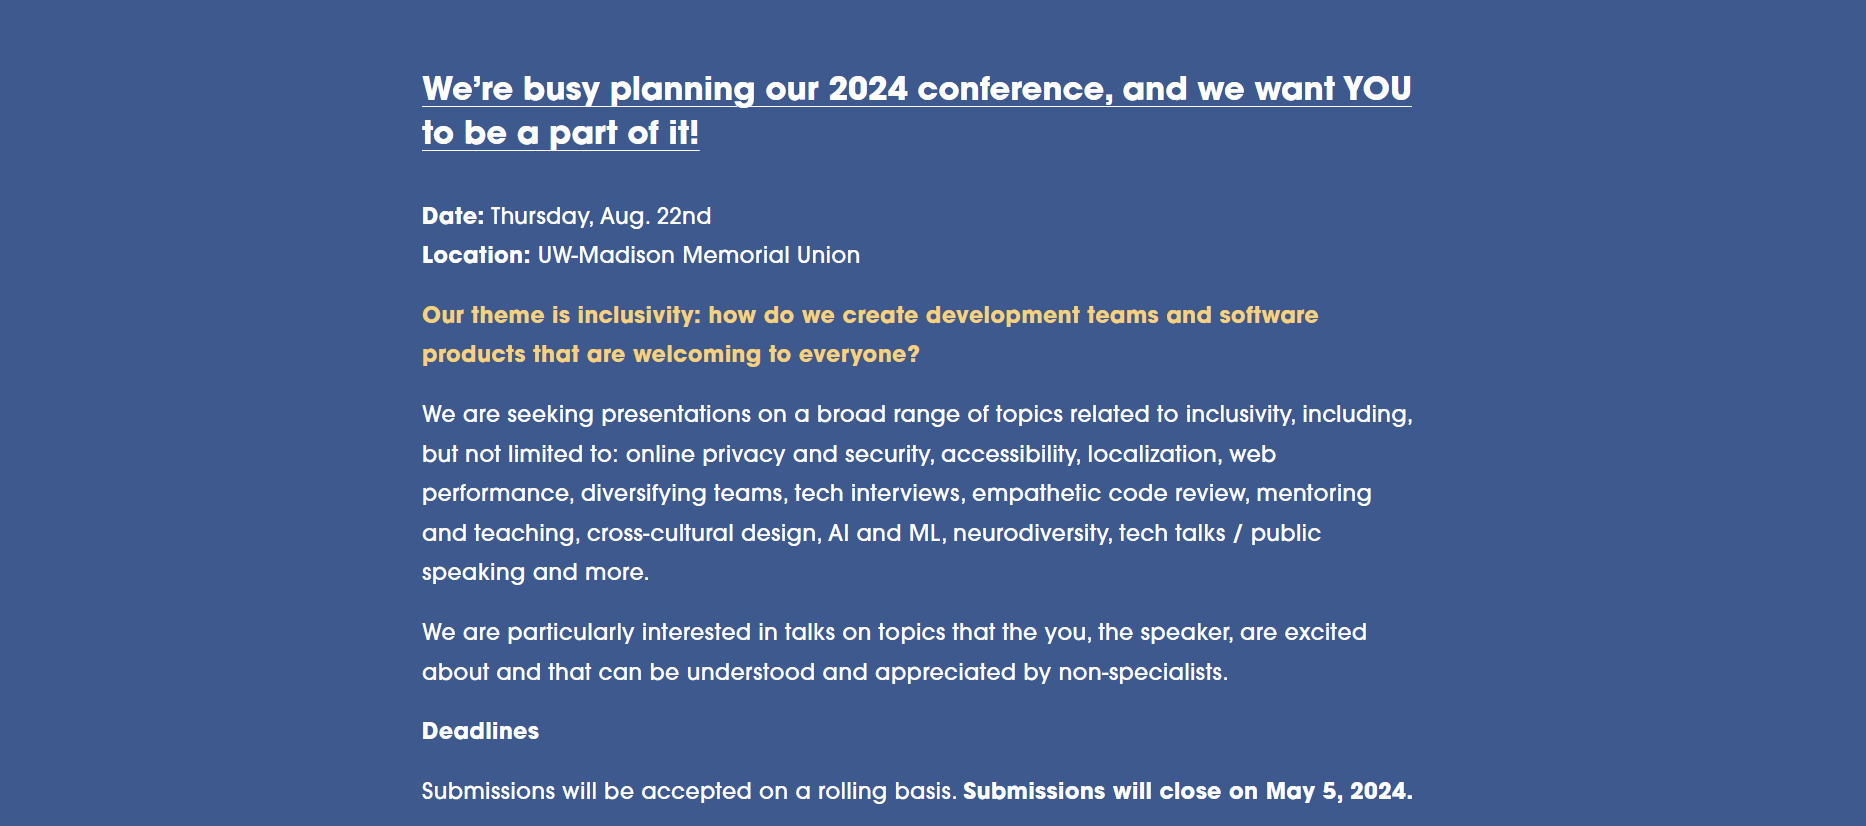 We’re busy planning our 2024 conference, and we want YOU
to be a part of it!
Date: Thursday, Aug. 22nd
Location: UW-Madison Memorial Union
Our theme is inclusivity: how do we create development teams and software
products that are welcoming to everyone?
We are seeking presentations on a broad range of topics related to inclusivity, including,
but not limited to: online privacy and security, accessibility, localization, web
performance, diversifying teams, tech interviews, empathetic code review, mentoring
and teaching, cross-cultural design, AI and ML, neurodiversity, tech talks / public
speaking and more.
We are particularly interested in talks on topics that the you, the speaker, are excited
about and that can be understood and appreciated by non-specialists.
Deadlines
Submissions will be accepted on a rolling basis. Submissions will close on May 5, 2024.